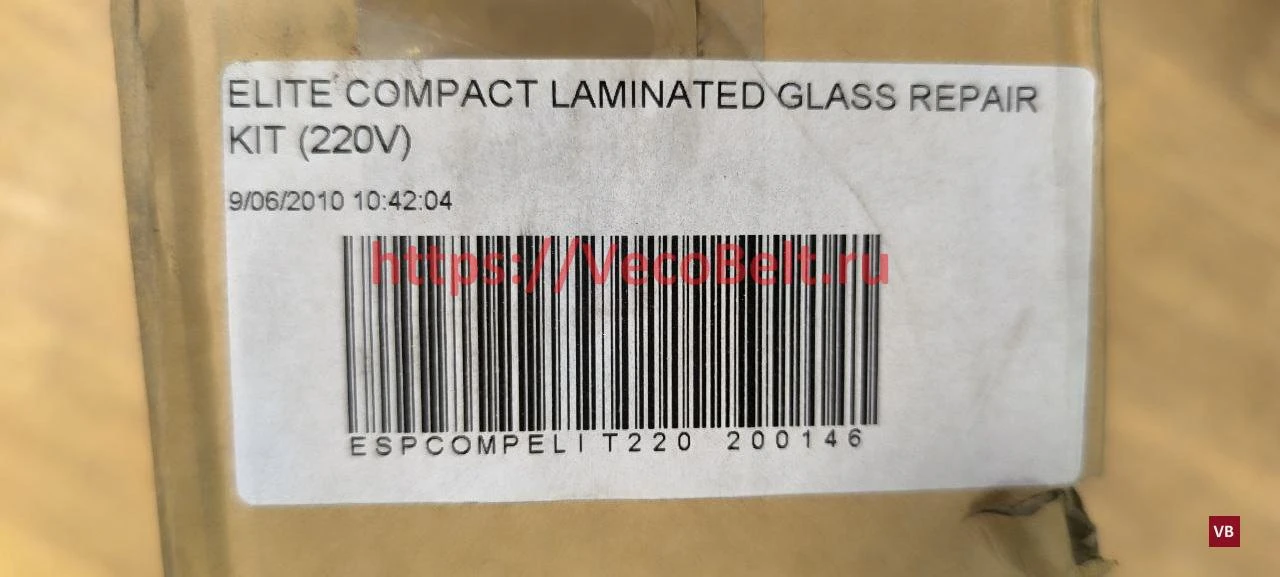 ELITE COMPACT LAMINATED GLASS REPAIR
KIT (220V)
9/06/2010 10:42:04
https://VecoBelt.ru
ESPCOMPELIT220 200146
VB